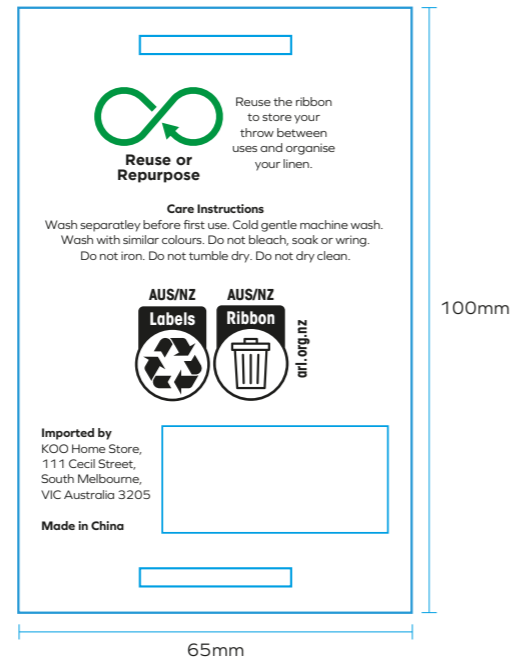 Reuse or
Repurpose
Reuse the ribbon
to store your
throw between
uses and organise
your linen.
Care Instructions
Wash separatley before first use. Cold gentle machine wash.
Wash with similar colours. Do not bleach, soak or wring.
Do not iron. Do not tumble dry. Do not dry clean.
AUS/NZ
Labels
AUS/NZ
Ribbon
arl.org.nz
Imported by
KOO Home Store,
111 Cecil Street,
South Melbourne,
VIC Australia 3205
Made in China
100mm
65mm